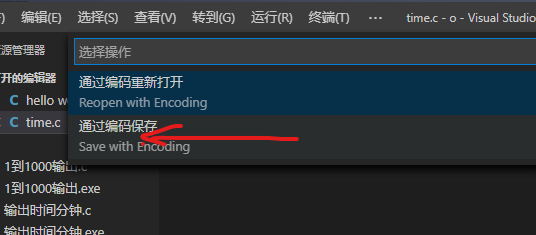 选择(S) 查看(V) 转到(G) 运行(R) 终端(T) ··· time.c - o - Visual Studio
资源管理器
选择操作
打开的编辑器
通过编码重新打开
Reopen with Encoding
hello w
通过编码保存
Save with Encoding
time.c
1到1000输出.c
1到1000输出.exe
输出时间分钟.c
输出时间分钟.exe